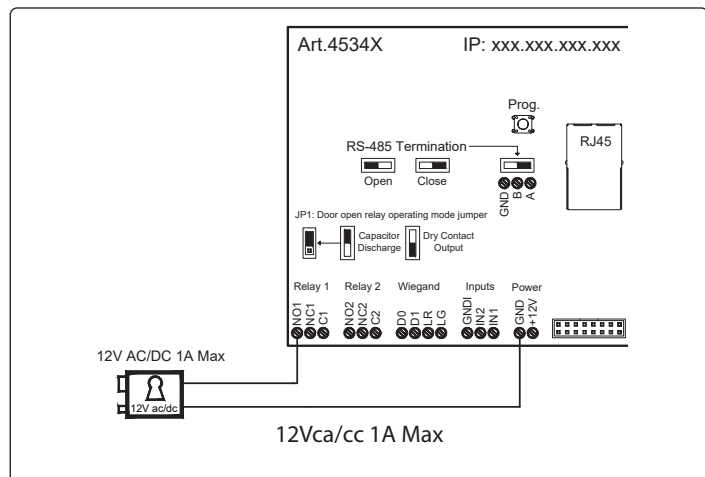 Art.4534X IP: xxx.xxx.xxx.xxx
Prog.
RJ45
RS-485 Termination
Open Close
GND B A
JP1: Door open relay operating mode jumper
Capacitor Discharge
Dry Contact Output
Relay 1 Relay 2 Wiegand Inputs Power
NO1 NC1 C1 NO2 NC2 C2 D0 D1 LR LG GNDI IN2 IN1 GND +12V
12V AC/DC 1A Max
12V ac/dc
12Vca/cc 1A Max